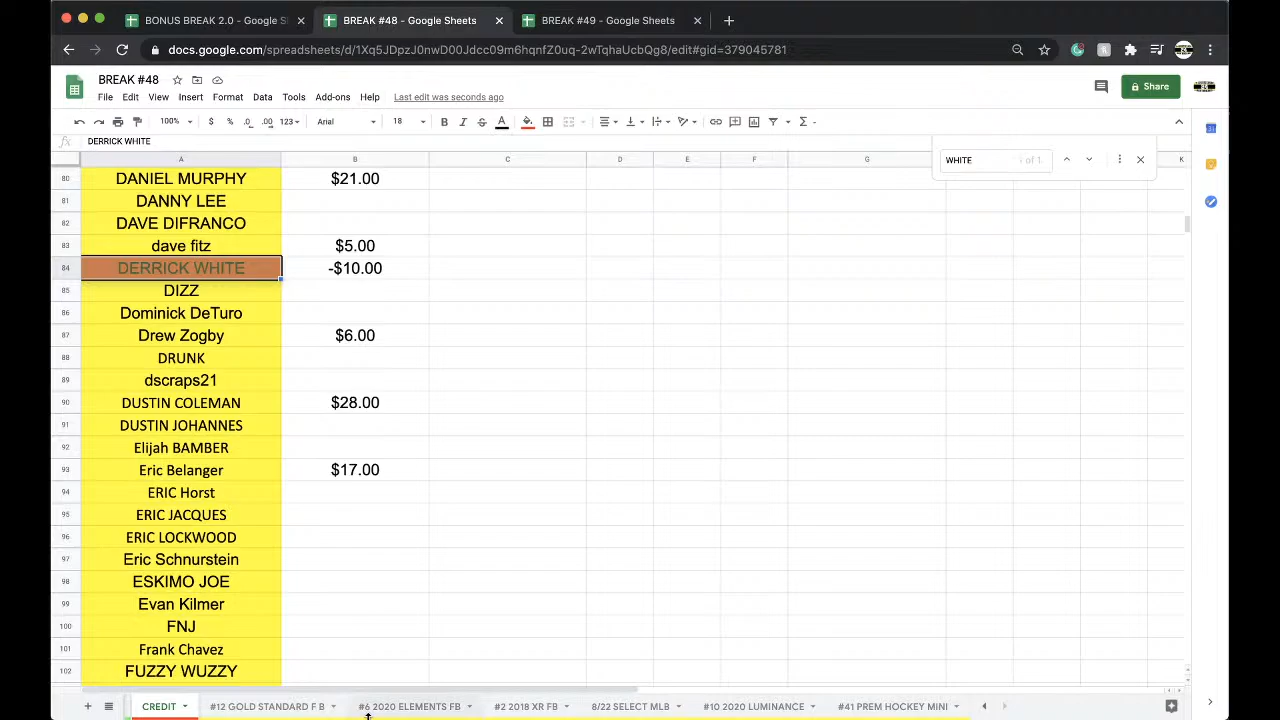 BONUS BREAK 2.0 - Google S
BREAK #48 - Google Sheets
BREAK #49 - Google Sheets
docs.google.com/spreadsheets/d/1Xq5JDpzJ0nwD00Jdcc09m6hqnfZ0uq-2wTqhaUcbQg8/edit#gid=379045781
BREAK #48
File Edit View Insert Format Data Tools Add-ons Help Last edit was seconds ago
Share
100% $ % .0 .00 123 Arial 18 B I S A
fx DERRICK WHITE
WHITE of 1
A B C D E F G K
80 DANIEL MURPHY $21.00
81 DANNY LEE
82 DAVE DIFRANCO
83 dave fitz $5.00
84 DERRICK WHITE -$10.00
85 DIZZ
86 Dominick DeTuro
87 Drew Zogby $6.00
88 DRUNK
89 dscraps21
90 DUSTIN COLEMAN $28.00
91 DUSTIN JOHANNES
92 Elijah BAMBER
93 Eric Belanger $17.00
94 ERIC Horst
95 ERIC JACQUES
96 ERIC LOCKWOOD
97 Eric Schnurstein
98 ESKIMO JOE
99 Evan Kilmer
100 FNJ
101 Frank Chavez
102 FUZZY WUZZY
CREDIT #12 GOLD STANDARD F B #6 2020 ELEMENTS FB #2 2018 XR FB 8/22 SELECT MLB #10 2020 LUMINANCE #41 PREM HOCKEY MINI